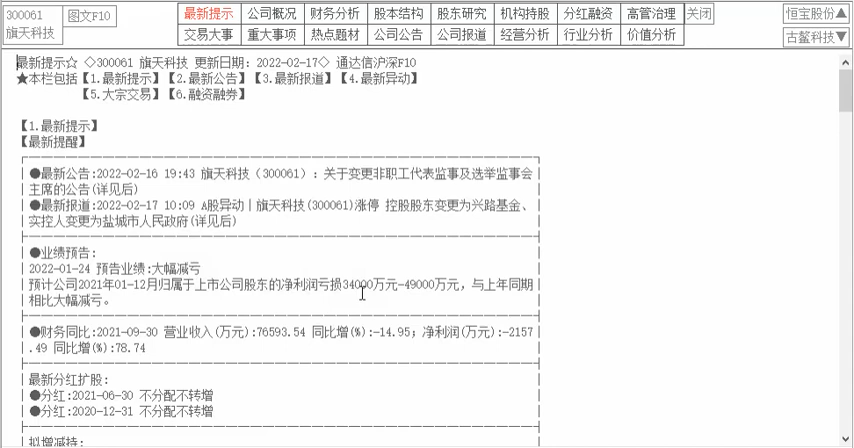 300061
旗天科技
图文F10
最新提示 公司概况 财务分析 股本结构 股东研究 机构持股 分红融资 高管治理 关闭
交易大事 重大事项 热点题材 公司公告 公司报道 经营分析 行业分析 价值分析
恒宝股份▲
古鳌科技▼
最新提示☆ ◇300061 旗天科技 更新日期：2022-02-17◇ 通达信沪深F10
★本栏包括【1.最新提示】【2.最新公告】【3.最新报道】【4.最新异动】
【5.大宗交易】【6.融资融券】
【1.最新提示】
【最新提醒】
●最新公告:2022-02-16 19:43 旗天科技（300061）：关于变更非职工代表监事及选举监事会
主席的公告(详见后)
●最新报道:2022-02-17 10:09 A股异动丨旗天科技(300061)涨停 控股股东变更为兴路基金、
实控人变更为盐城市人民政府(详见后)
●业绩预告:
2022-01-24 预告业绩:大幅减亏
预计公司2021年01-12月归属于上市公司股东的净利润亏损34000万元-49000万元，与上年同期
相比大幅减亏。
●财务同比:2021-09-30 营业收入(万元):76593.54 同比增(%):-14.95；净利润(万元):-2157
.49 同比增(%):78.74
最新分红扩股:
●分红:2021-06-30 不分配不转增
●分红:2020-12-31 不分配不转增
拟增减持: